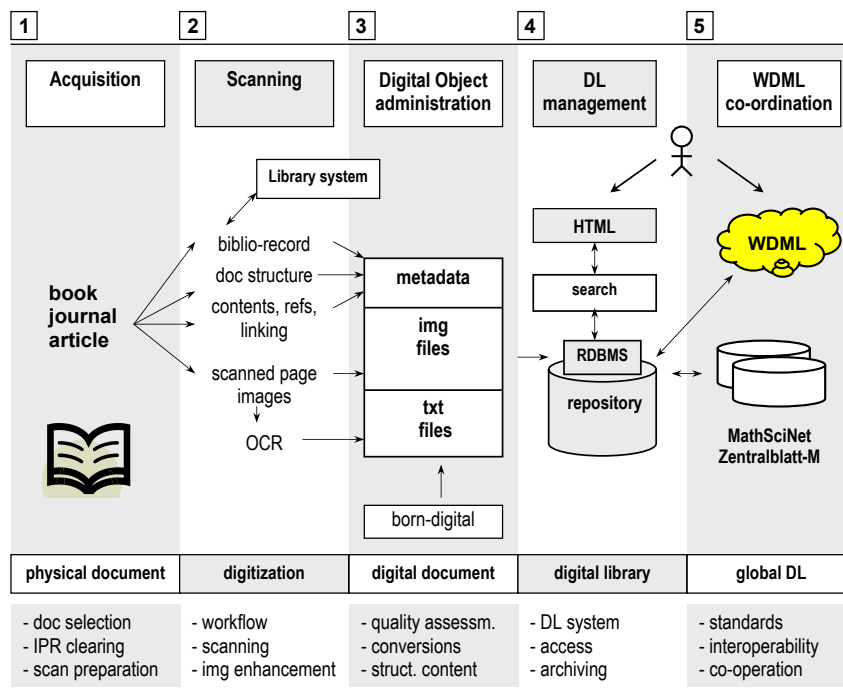 1
2
3
4
5
Acquisition
Scanning
Digital Object
administration
DL
management
WDML
co-ordination
Library system
biblio-record
doc structure
contents, refs,
linking
scanned page
images
OCR
book
journal
article
metadata
img
files
txt
files
born-digital
HTML
search
RDBMS
repository
WDML
MathSciNet
Zentralblatt-M
physical document
digitization
digital document
digital library
global DL
- doc selection
- IPR clearing
- scan preparation
- workflow
- scanning
- img enhancement
- quality assessm.
- conversions
- struct. content
- DL system
- access
- archiving
- standards
- interoperability
- co-operation